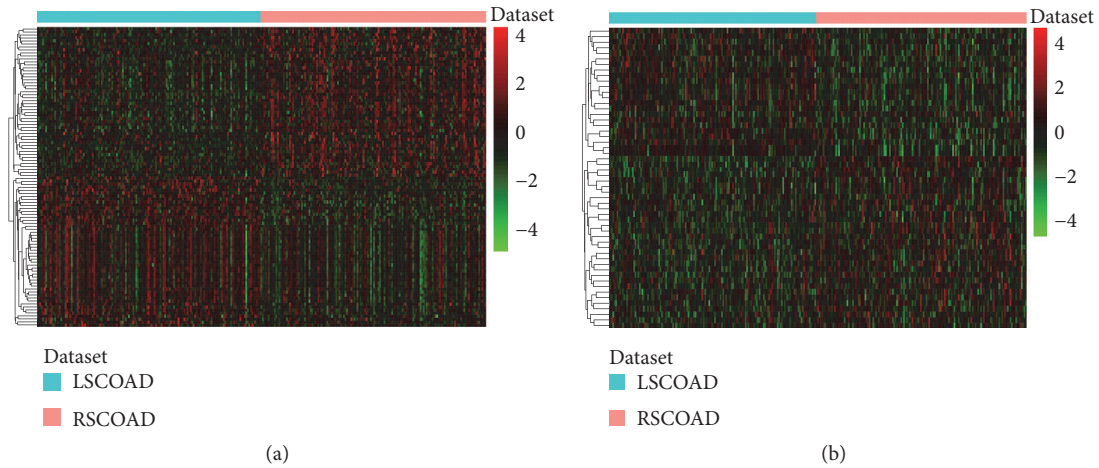 Dataset
4
2
0
−2
−4
Dataset
LSCOAD
RSCOAD
(a)
Dataset
4
2
0
−2
−4
Dataset
LSCOAD
RSCOAD
(b)